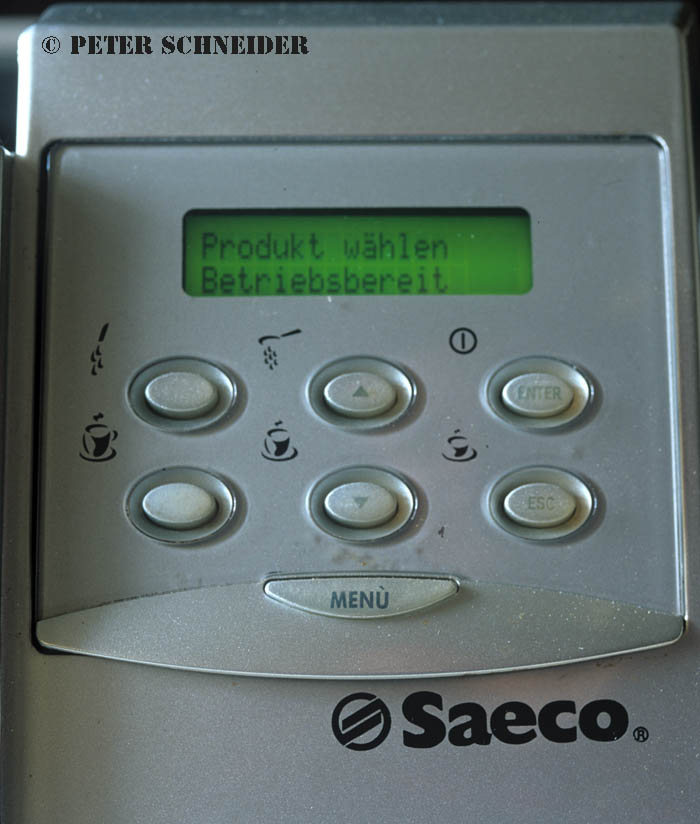 © PETER SCHNEIDER
Produkt wählen
Betriebsbereit
ENTER
ESC
MENÙ
Saeco®